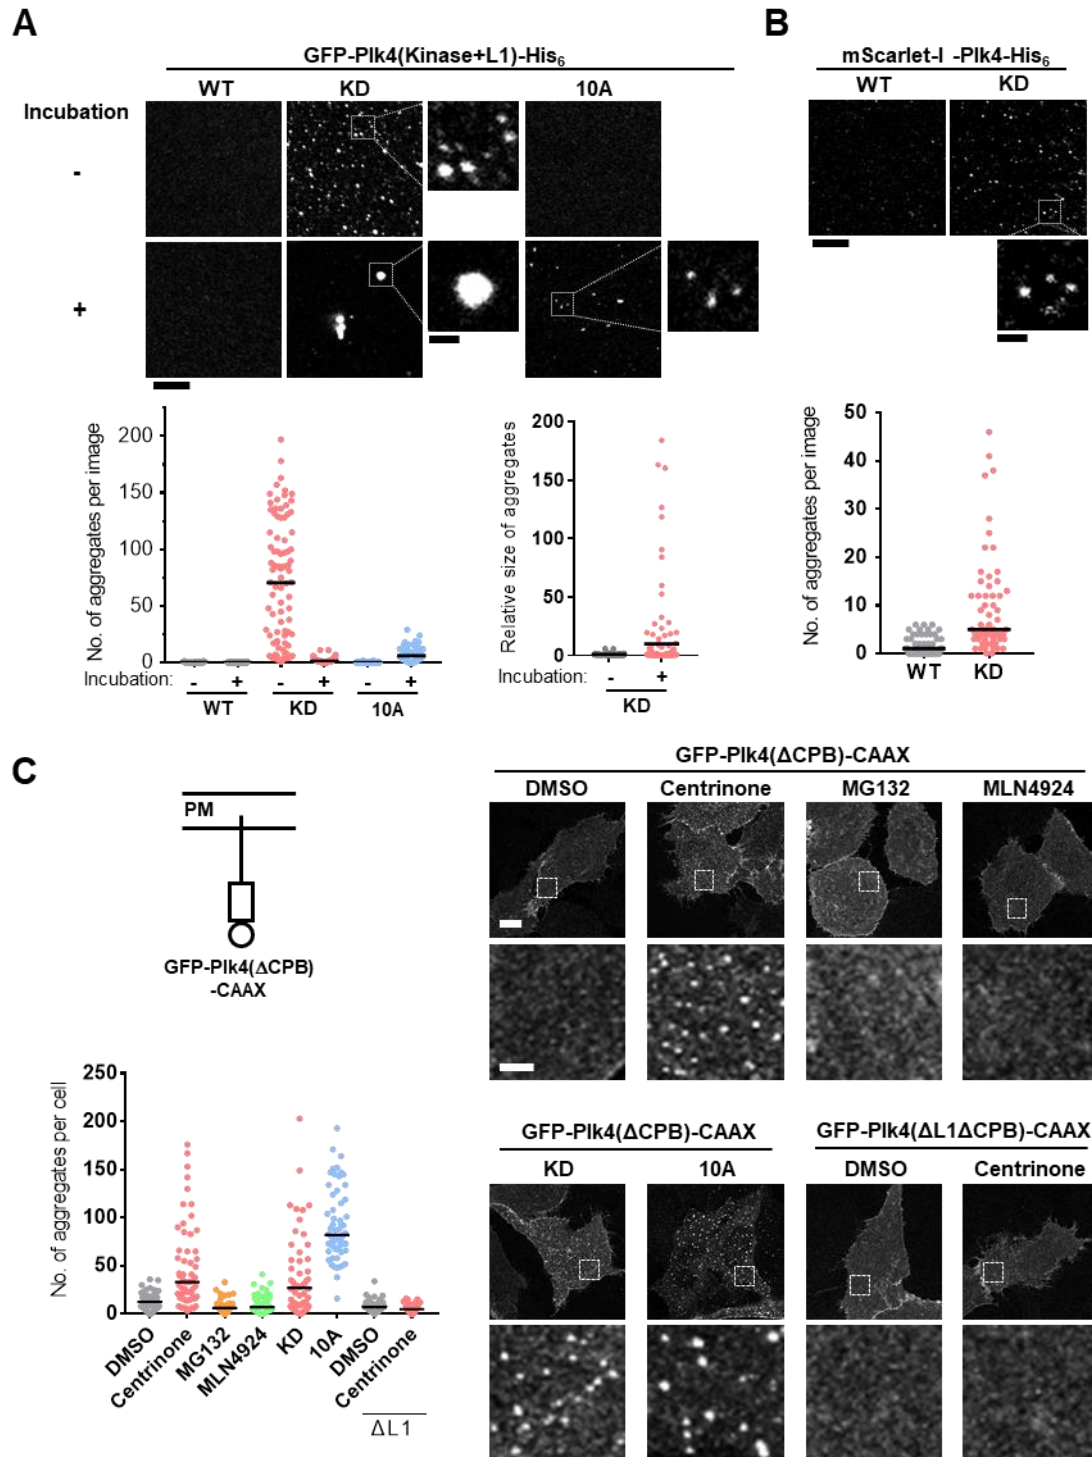 A
GFP-Plk4(Kinase+L1)-His6
WT KD 10A
Incubation
-
+
No. of aggregates per image
200
150
100
50
0
Incubation: - + - + - +
WT KD 10A
Relative size of aggregates
200
150
100
50
0
Incubation: - +
KD
B
mScarlet-I -Plk4-His6
WT KD
No. of aggregates per image
50
40
30
20
10
0
WT KD
C
PM
GFP-Plk4(ΔCPB)
-CAAX
GFP-Plk4(ΔCPB)-CAAX
DMSO Centrinone MG132 MLN4924
No. of aggregates per cell
250
200
150
100
50
0
DMSO Centrinone MG132 MLN4924 KD 10A DMSO Centrinone
ΔL1
GFP-Plk4(ΔCPB)-CAAX GFP-Plk4(ΔL1ΔCPB)-CAAX
KD 10A DMSO Centrinone